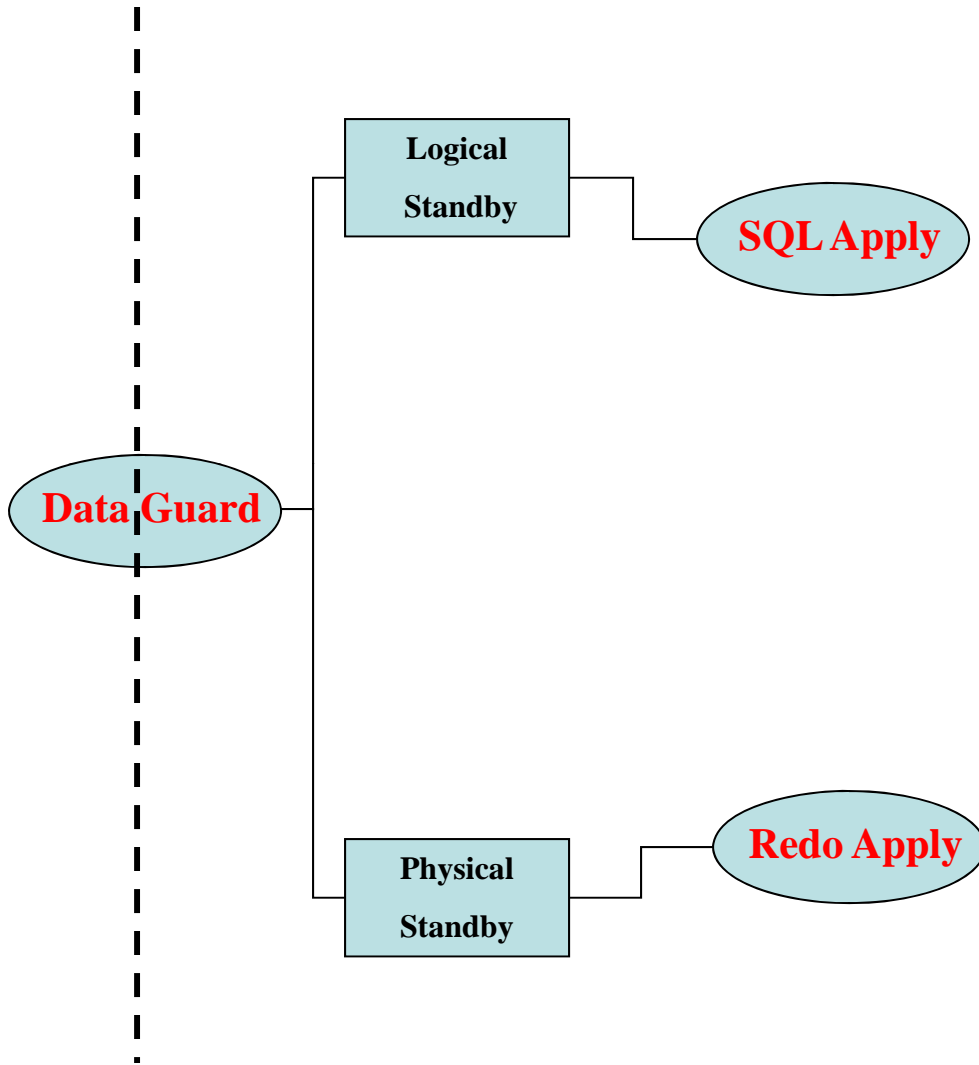 Logical
Standby
SQL Apply
Data Guard
Redo Apply
Physical
Standby